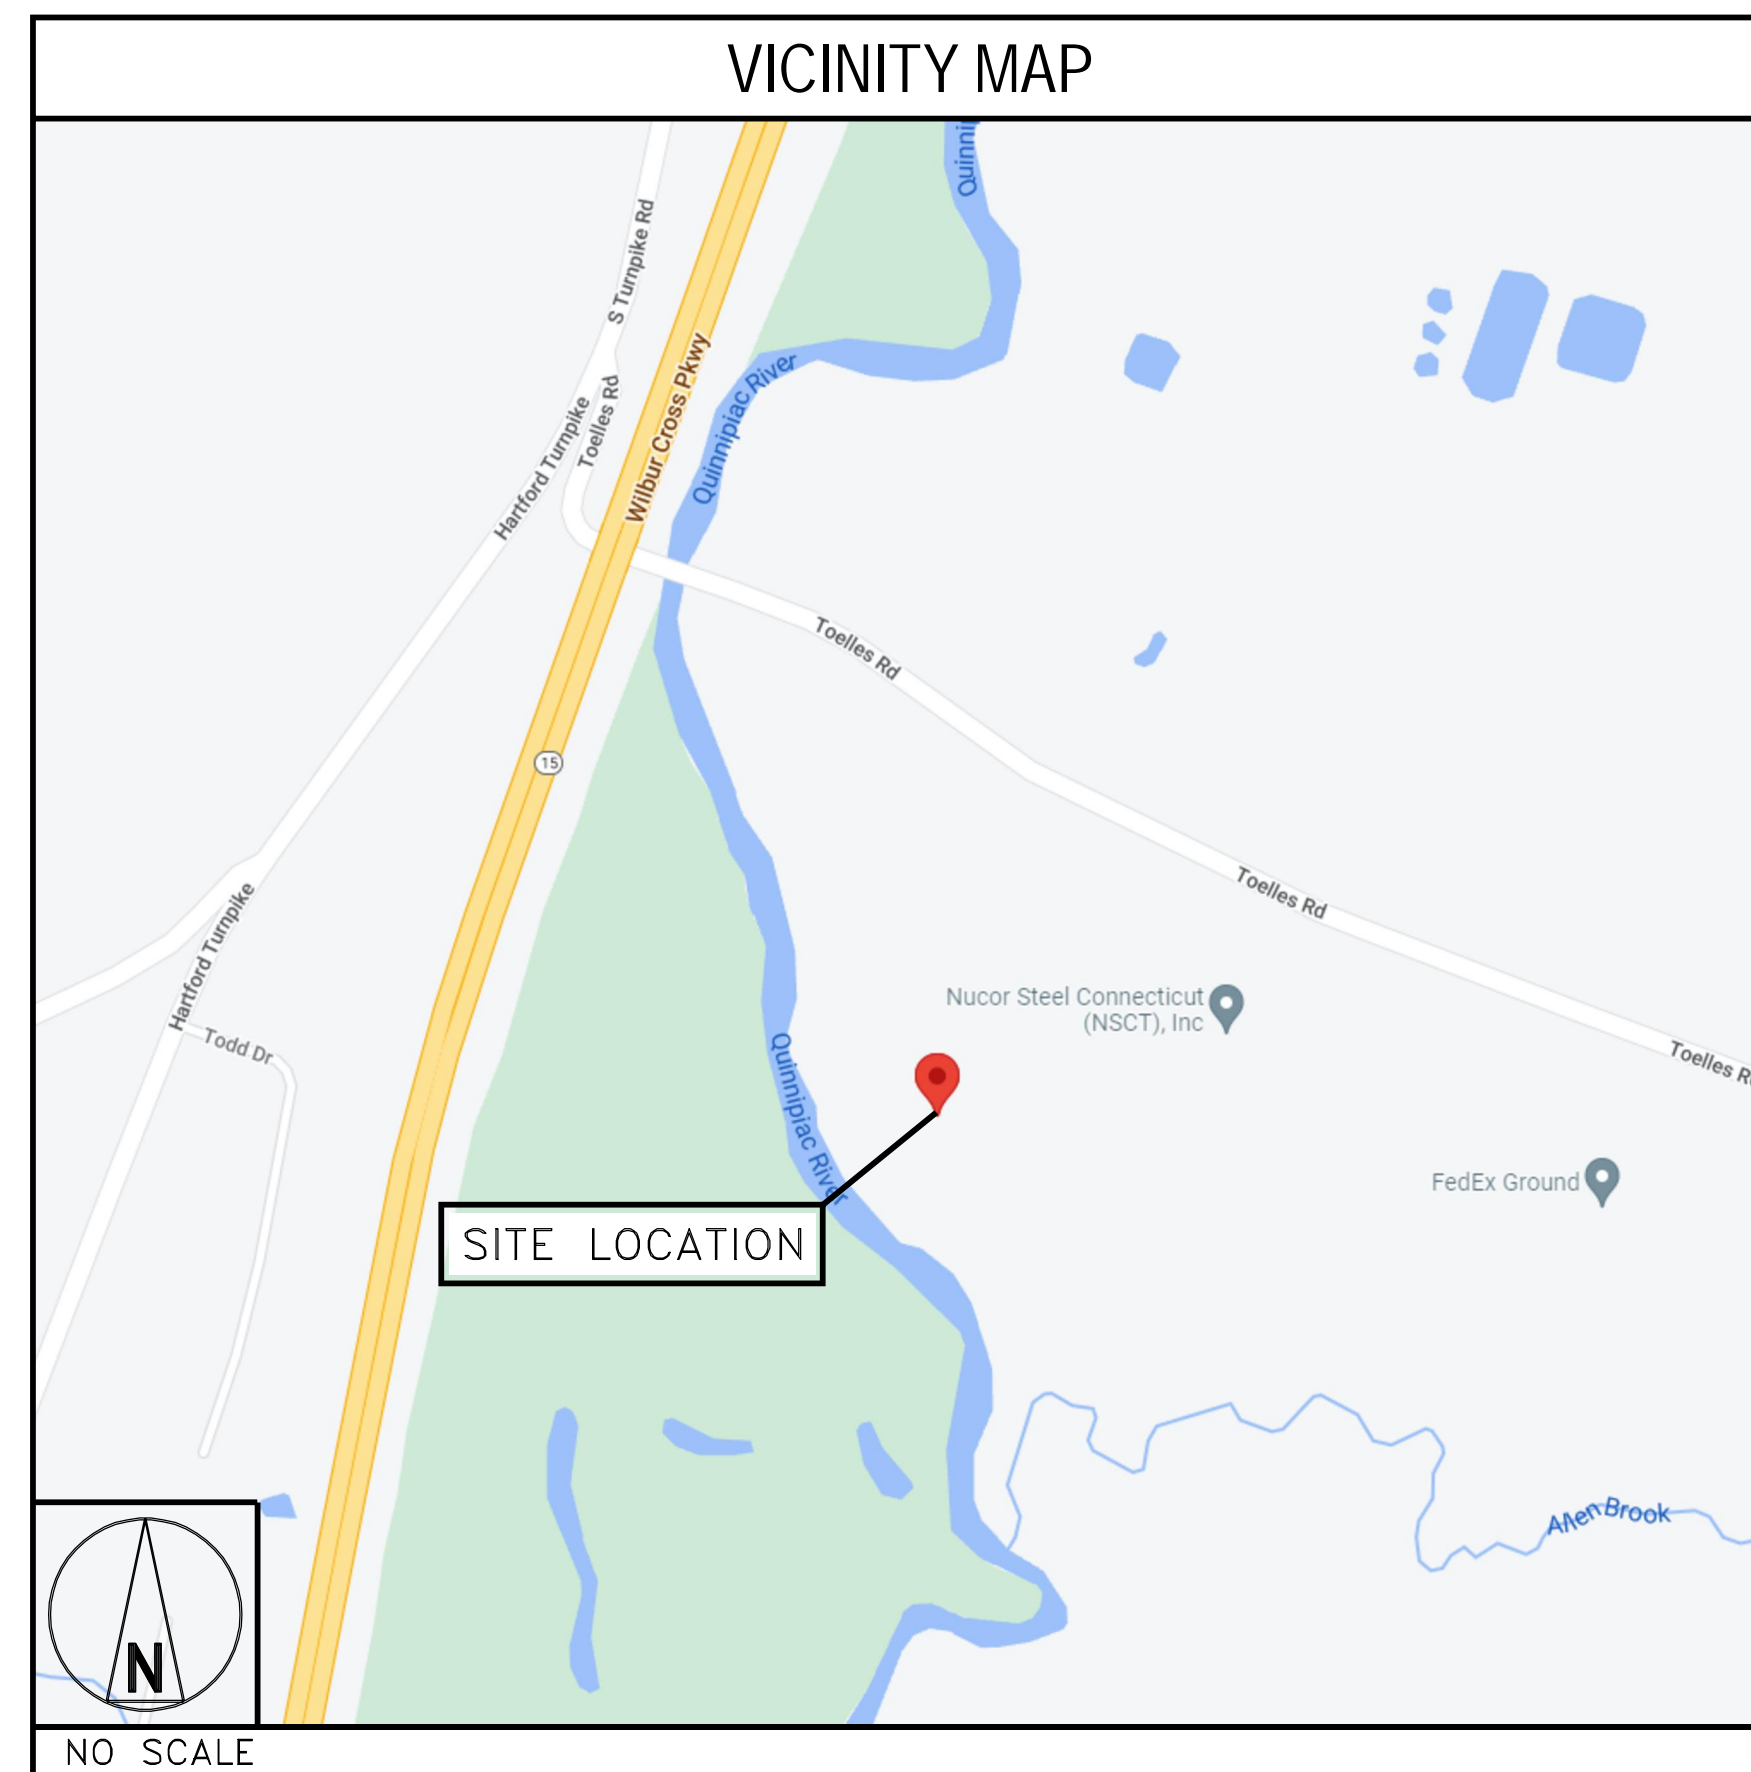 VICINITY MAP
Quinni
S Turnpike Rd
Wilbur Cross Pkwy
Quinnipiac River
Toelles Rd
Hartford Turnpike
Toelles Rd
15
Toelles Rd
Hartford Turnpike
Nucor Steel Connecticut
(NSCT), Inc
Todd Dr
Toelles R
Quinnipiac River
FedEx Ground
SITE LOCATION
Allen Brook
N
NO SCALE